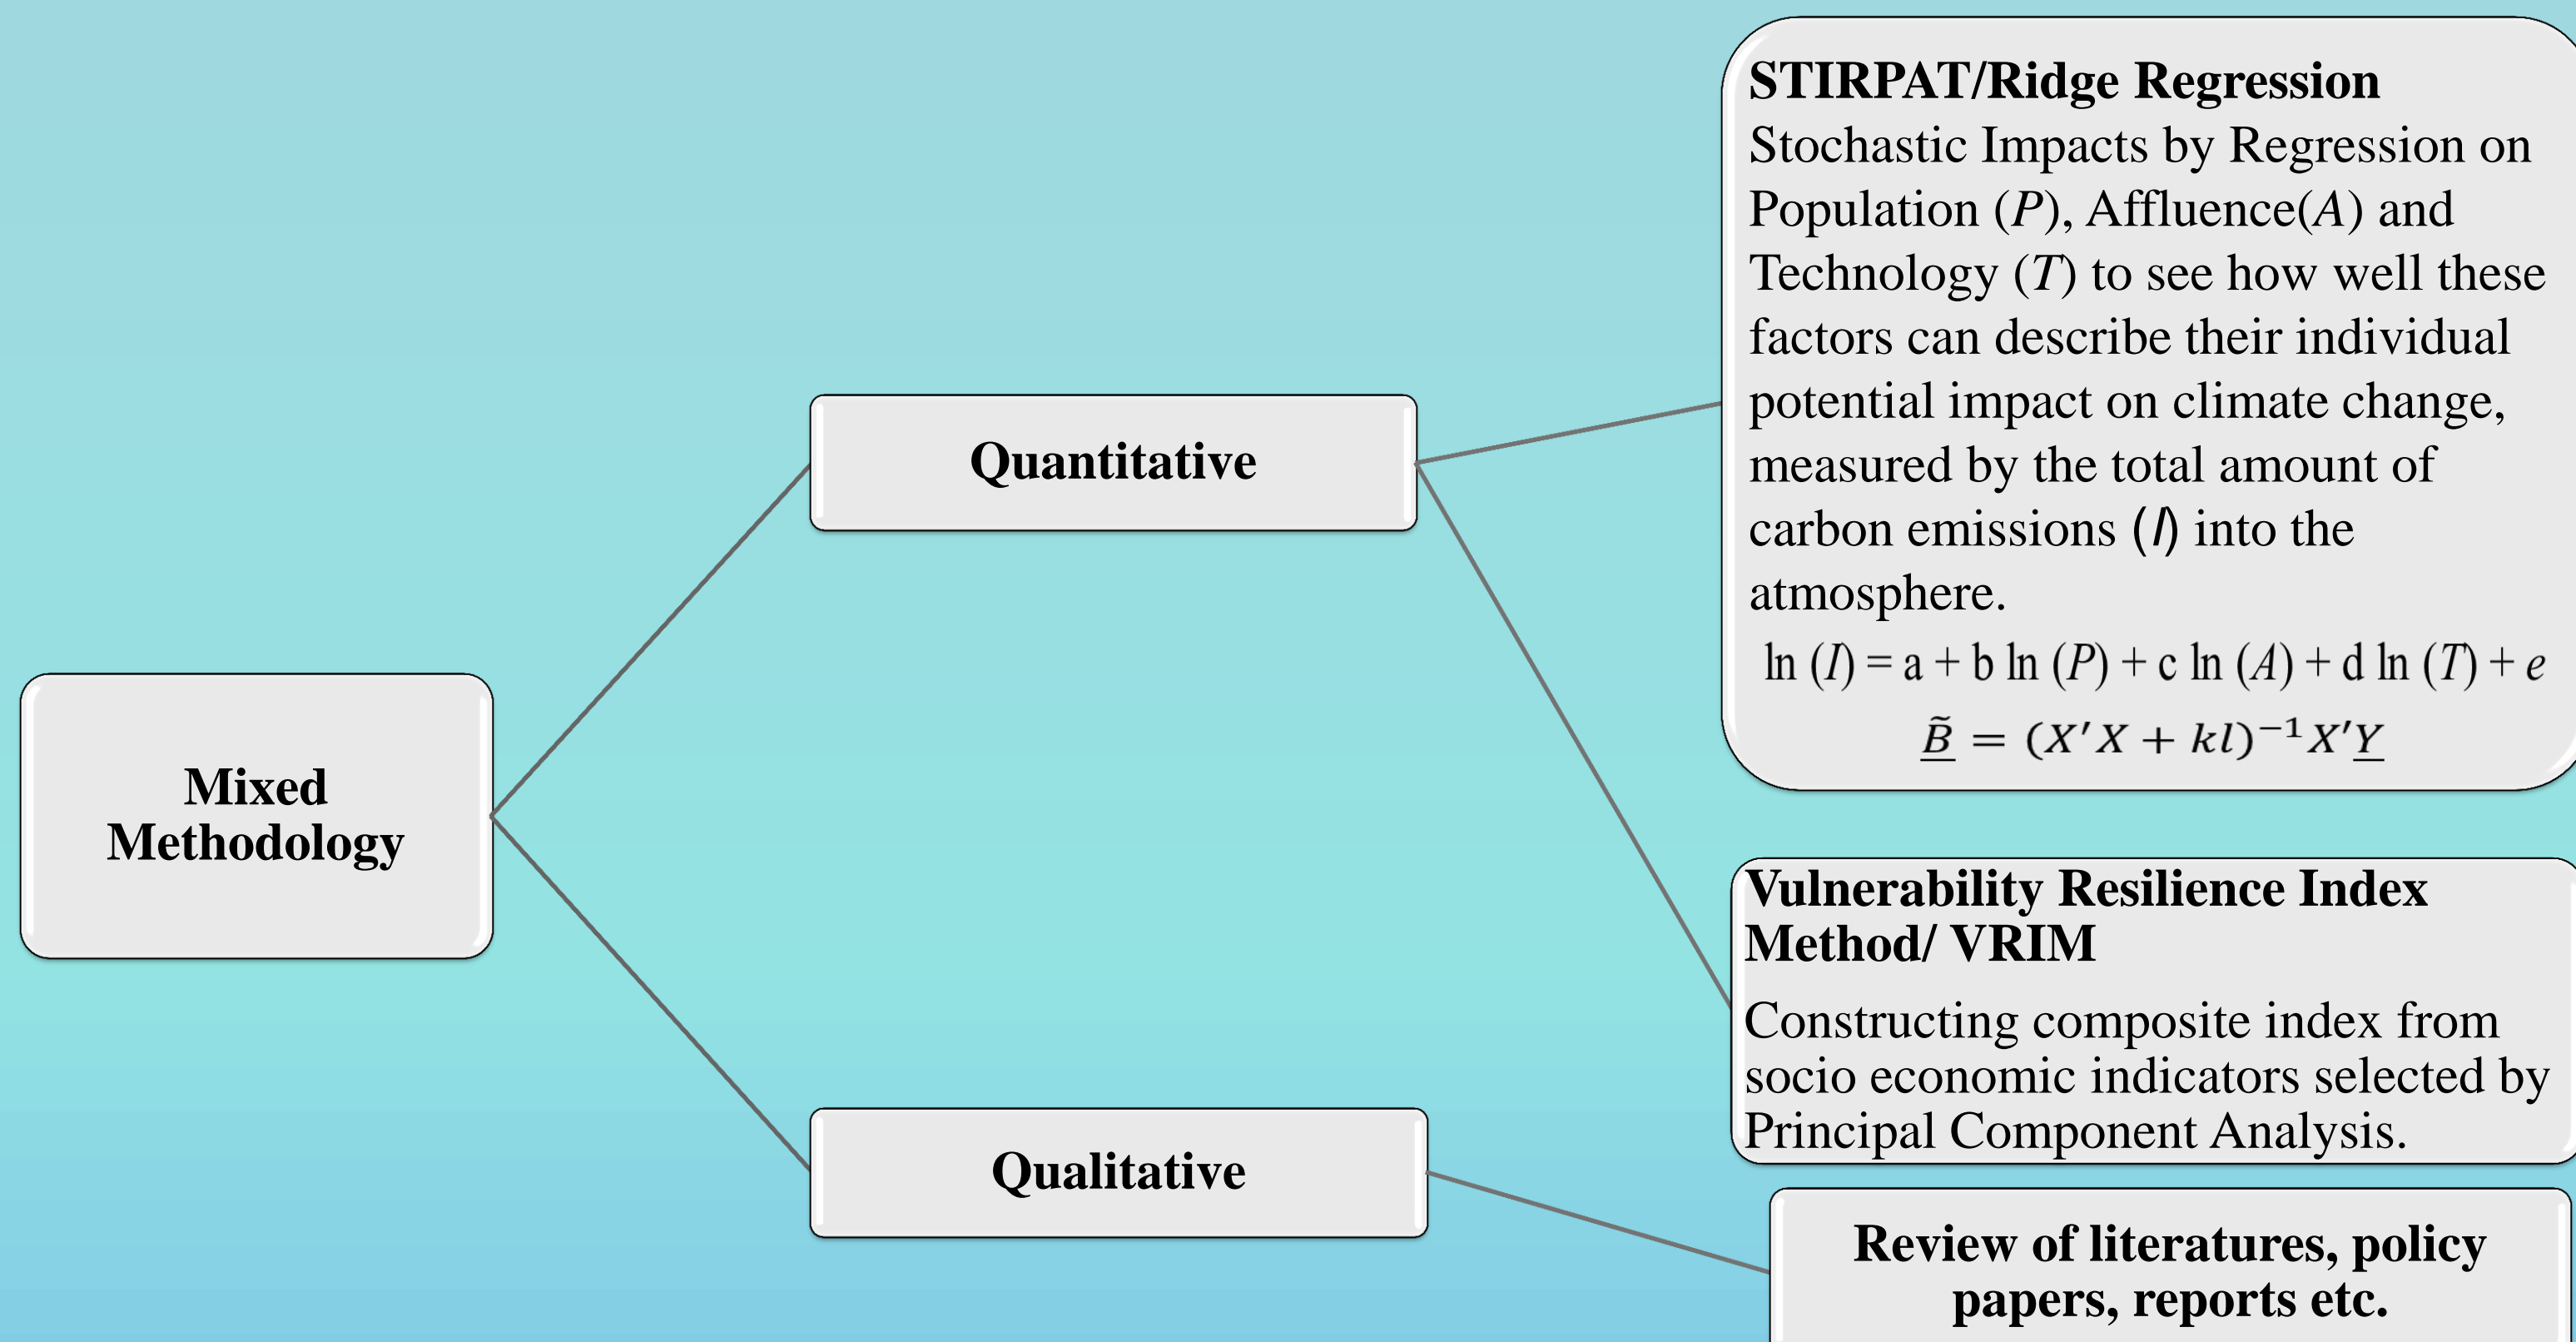 Mixed
Methodology
Quantitative
Qualitative
STIRPAT/Ridge Regression
Stochastic Impacts by Regression on
Population (P), Affluence(A) and
Technology (T) to see how well these
factors can describe their individual
potential impact on climate change,
measured by the total amount of
carbon emissions (I) into the
atmosphere.
ln (I) = a + b ln (P) + c ln (A) + d ln (T) + e
B̲̃ = (X′X + kl)⁻¹X′Y̲
Vulnerability Resilience Index
Method/ VRIM
Constructing composite index from
socio economic indicators selected by
Principal Component Analysis.
Review of literatures, policy
papers, reports etc.